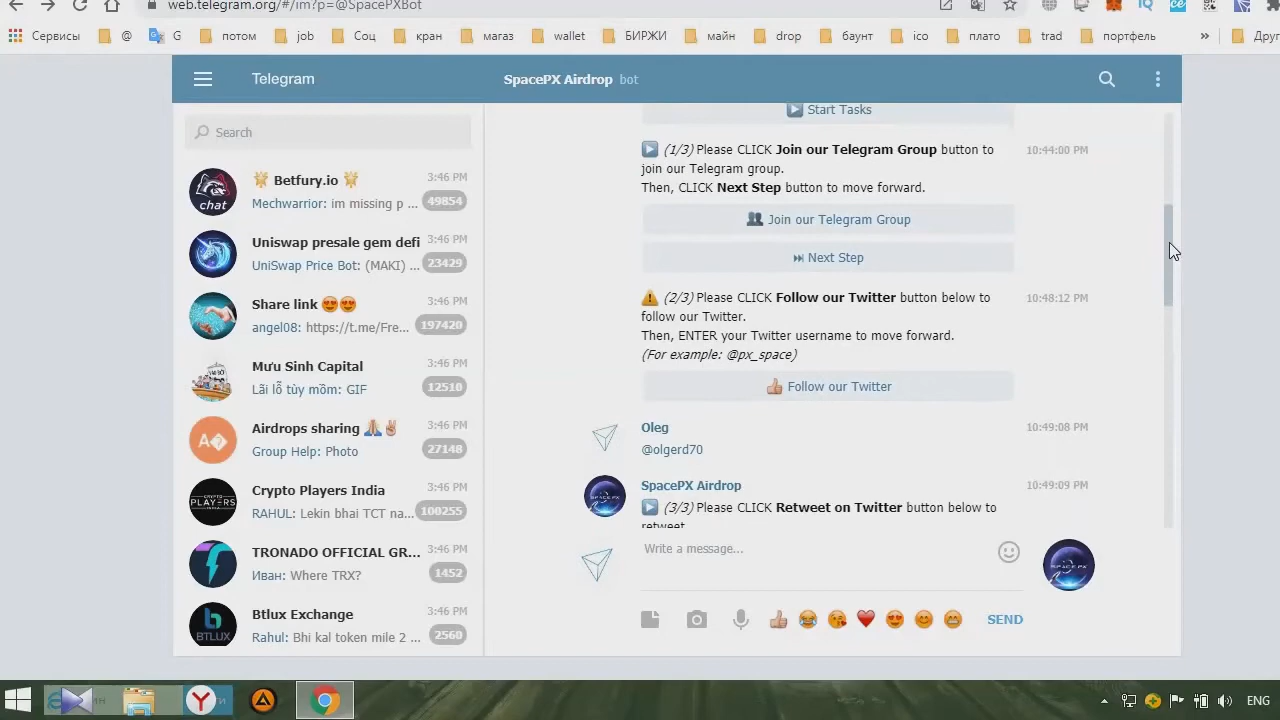 web.telegram.org/#/im?p=@SpacePXBot
Сервисы @ G потом job Соц кран магаз wallet БИРЖИ майн drop баунт ico плато trad портфель » Друг
Telegram
SpacePX Airdrop bot
Search
Betfury.io 3:46 PM
Mechwarrior: im missing p ... 49854
Uniswap presale gem defi 3:46 PM
UniSwap Price Bot: (MAKI) ... 23429
Share link 3:46 PM
angel08: https://t.me/Fre... 197420
Mưu Sinh Capital 3:46 PM
Lãi lỗ tùy mồm: GIF 12510
Airdrops sharing 3:46 PM
Group Help: Photo 27148
Crypto Players India 3:46 PM
RAHUL: Lekin bhai TCT na... 100255
TRONADO OFFICIAL GR... 3:46 PM
Иван: Where TRX? 1452
Btlux Exchange 3:46 PM
Rahul: Bhi kal token mile 2 ... 2560
chat
CRYPTO
PLAYERS
INDIA
BTLUX
Start Tasks
(1/3) Please CLICK Join our Telegram Group button to 10:44:00 PM
join our Telegram group.
Then, CLICK Next Step button to move forward.
Join our Telegram Group
Next Step
(2/3) Please CLICK Follow our Twitter button below to 10:48:12 PM
follow our Twitter.
Then, ENTER your Twitter username to move forward.
(For example: @px_space)
Follow our Twitter
Oleg 10:49:08 PM
@olgerd70
SpacePX Airdrop 10:49:09 PM
(3/3) Please CLICK Retweet on Twitter button below to
retweet
Write a message...
SPACE PX
SEND
ENG